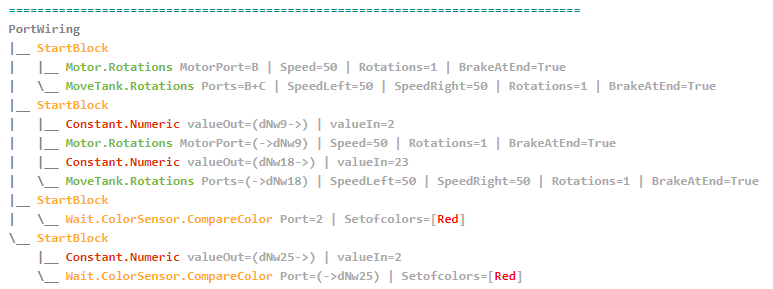 ================================================================================
PortWiring
|__ StartBlock
|   |__ Motor.Rotations MotorPort=B | Speed=50 | Rotations=1 | BrakeAtEnd=True
|   \__ MoveTank.Rotations Ports=B+C | SpeedLeft=50 | SpeedRight=50 | Rotations=1 | BrakeAtEnd=True
|__ StartBlock
|   |__ Constant.Numeric valueOut=(dNw9->) | valueIn=2
|   |__ Motor.Rotations MotorPort=(->dNw9) | Speed=50 | Rotations=1 | BrakeAtEnd=True
|   |__ Constant.Numeric valueOut=(dNw18->) | valueIn=23
|   \__ MoveTank.Rotations Ports=(->dNw18) | SpeedLeft=50 | SpeedRight=50 | Rotations=1 | BrakeAtEnd=True
|__ StartBlock
|   \__ Wait.ColorSensor.CompareColor Port=2 | Setofcolors=[Red]
\__ StartBlock
    |__ Constant.Numeric valueOut=(dNw25->) | valueIn=2
    \__ Wait.ColorSensor.CompareColor Port=(->dNw25) | Setofcolors=[Red]